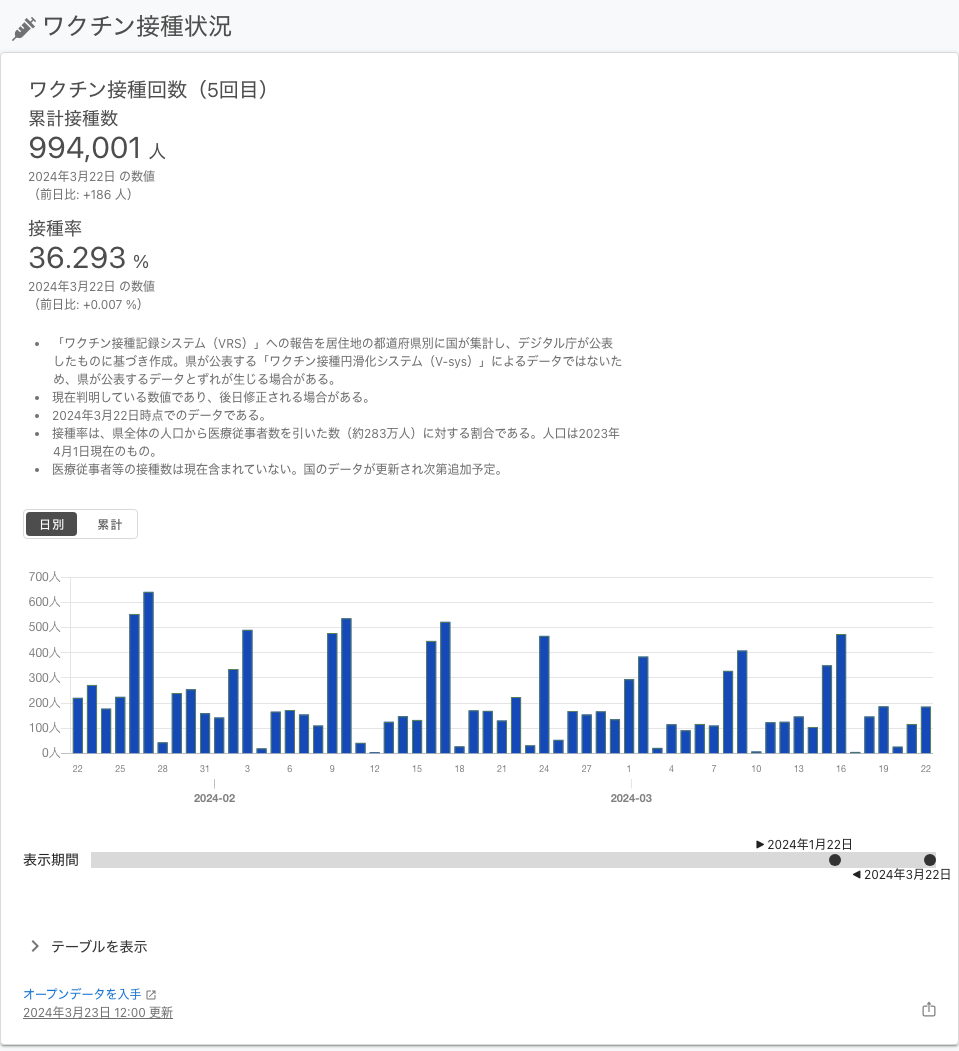 ワクチン接種状況
ワクチン接種回数（5回目）
累計接種数
994,001 人
2024年3月22日 の数値
（前日比: +186 人）
接種率
36.293 %
2024年3月22日 の数値
（前日比: +0.007 %）
• 「ワクチン接種記録システム（VRS）」への報告を居住地の都道府県別に国が集計し、デジタル庁が公表
したものに基づき作成。県が公表する「ワクチン接種円滑化システム（V-sys）」によるデータではないた
め、県が公表するデータとずれが生じる場合がある。
• 現在判明している数値であり、後日修正される場合がある。
• 2024年3月22日時点でのデータである。
• 接種率は、県全体の人口から医療従事者数を引いた数（約283万人）に対する割合である。人口は2023年
4月1日現在のもの。
• 医療従事者等の接種数は現在含まれていない。国のデータが更新され次第追加予定。
日別 累計
700人
600人
500人
400人
300人
200人
100人
0人
22 25 28 31 3 6 9 12 15 18 21 24 27 1 4 7 10 13 16 19 22
2024-02 2024-03
▶ 2024年1月22日
表示期間
◀ 2024年3月22日
テーブルを表示
オープンデータを入手
2024年3月23日 12:00 更新